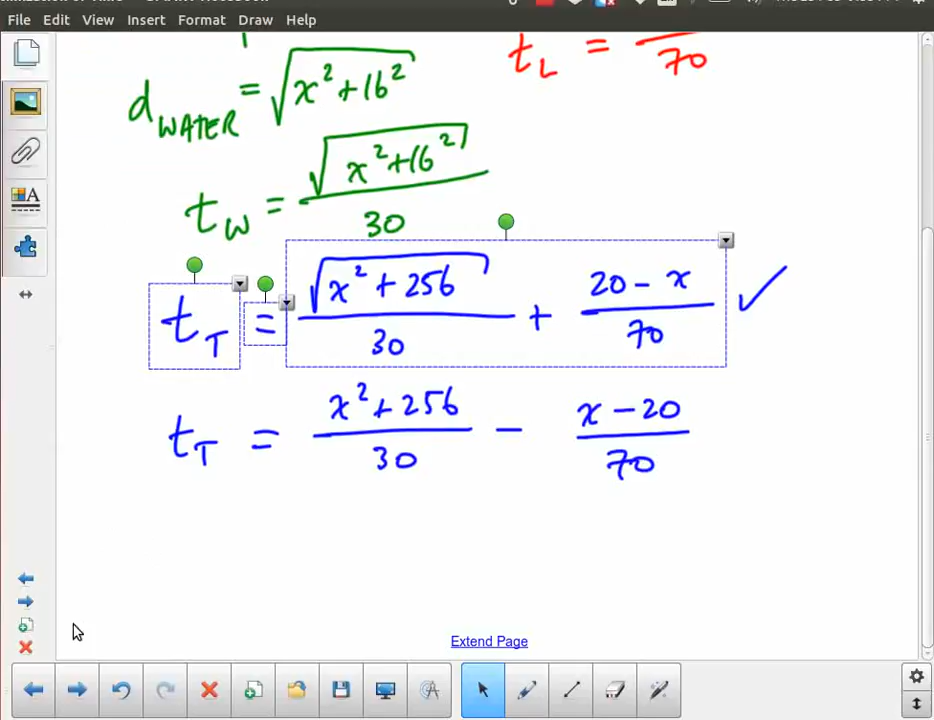 File Edit View Insert Format Draw Help
t_L = 70
d_WATER = √(x² + 16²)
t_W = √(x² + 16²) / 30
t_T = √(x² + 256) / 30 + (20 - x) / 70 ✓
t_T = (x² + 256) / 30 - (x - 20) / 70
Extend Page